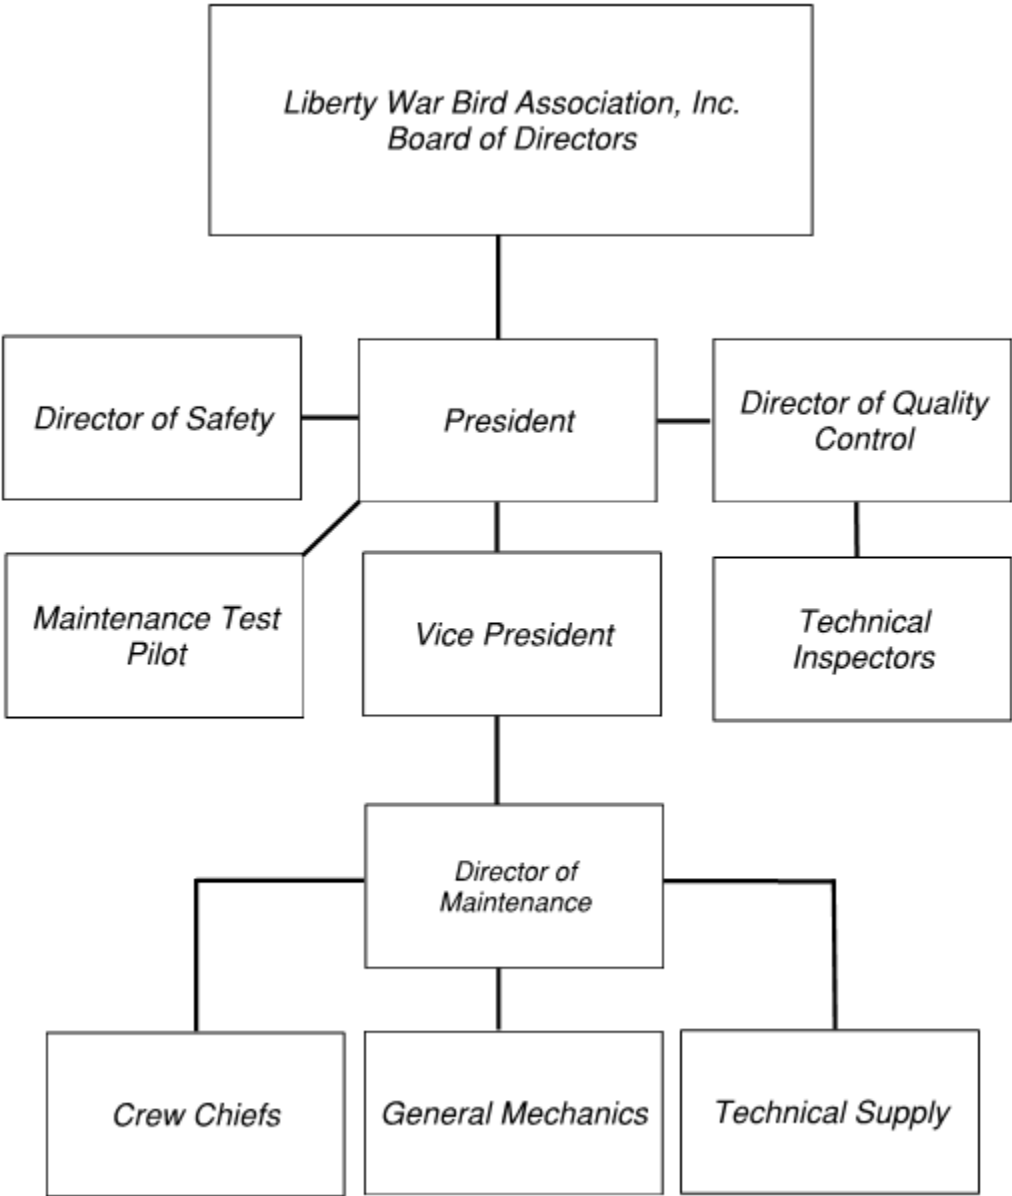 Liberty War Bird Association, Inc.
Board of Directors
Director of Safety
President
Director of Quality
Control
Maintenance Test
Pilot
Vice President
Technical
Inspectors
Director of
Maintenance
Crew Chiefs
General Mechanics
Technical Supply